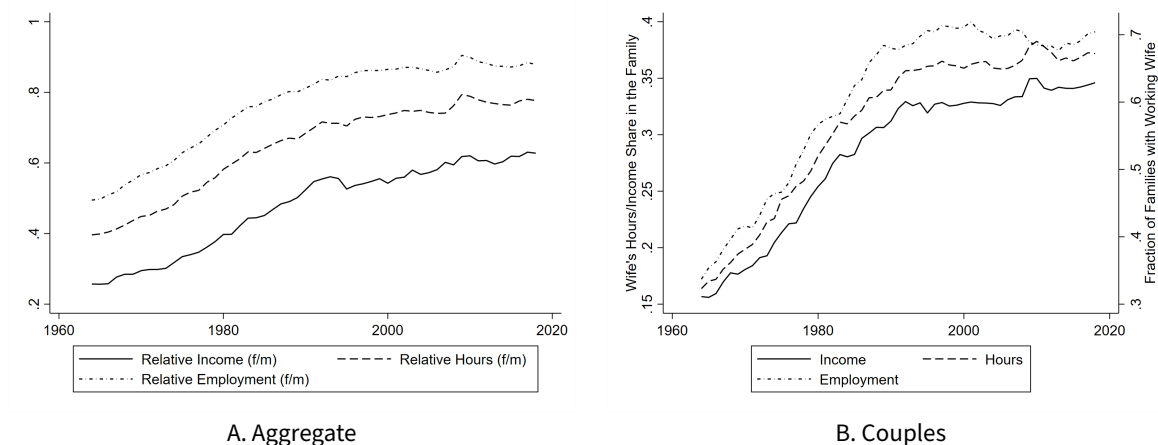 1
.8
.6
.4
.2
1960 1980 2000 2020
Relative Income (f/m) Relative Hours (f/m)
Relative Employment (f/m)
A. Aggregate
Wife's Hours/Income Share in the Family
.4
.35
.3
.25
.2
.15
Fraction of Families with Working Wife
.7
.6
.5
.4
.3
1960 1980 2000 2020
Income Hours
Employment
B. Couples